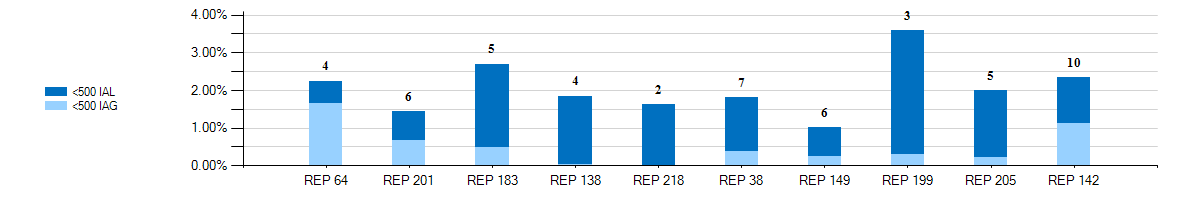 4.00%
3.00%
2.00%
1.00%
0.00%
<500 IAL
<500 IAG
4
6
5
4
2
7
6
3
5
10
REP 64
REP 201
REP 183
REP 138
REP 218
REP 38
REP 149
REP 199
REP 205
REP 142